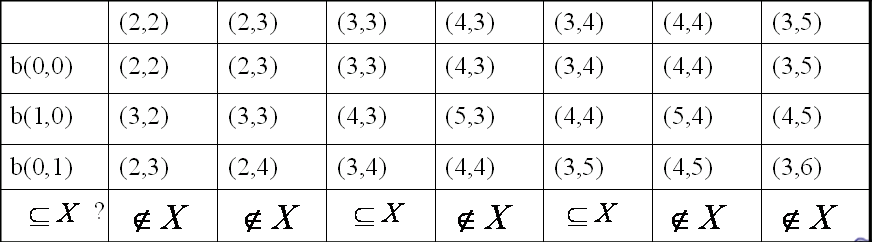 (2,2) (2,3) (3,3) (4,3) (3,4) (4,4) (3,5)
b(0,0) (2,2) (2,3) (3,3) (4,3) (3,4) (4,4) (3,5)
b(1,0) (3,2) (3,3) (4,3) (5,3) (4,4) (5,4) (4,5)
b(0,1) (2,3) (2,4) (3,4) (4,4) (3,5) (4,5) (3,6)
⊆ X ? ∉ X ∉ X ⊆ X ∉ X ⊆ X ∉ X ∉ X